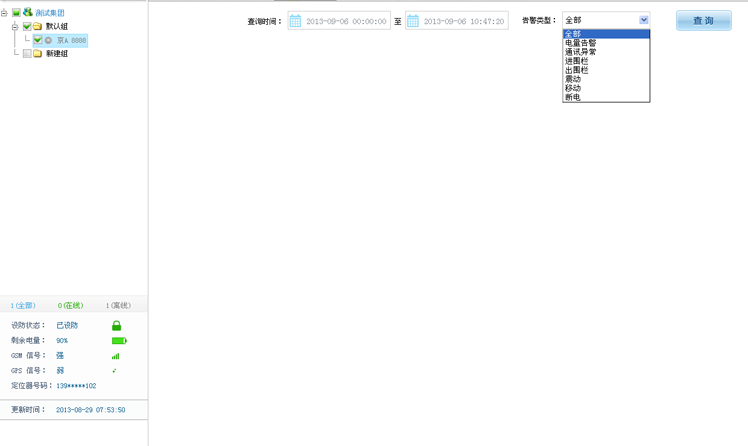 测试集团
默认组
京A 8888
新建组
查询时间： 2013-09-06 00:00:00 至 2013-09-06 10:47:20 告警类型： 全部 查 询
全部
电量告警
通讯异常
进围栏
出围栏
震动
移动
断电
1(全部) 0(在线) 1(离线)
设防状态： 已设防
剩余电量： 90%
GSM 信号： 强
GPS 信号： 弱
定位器号码： 139*****102
更新时间： 2013-08-29 07:53:50